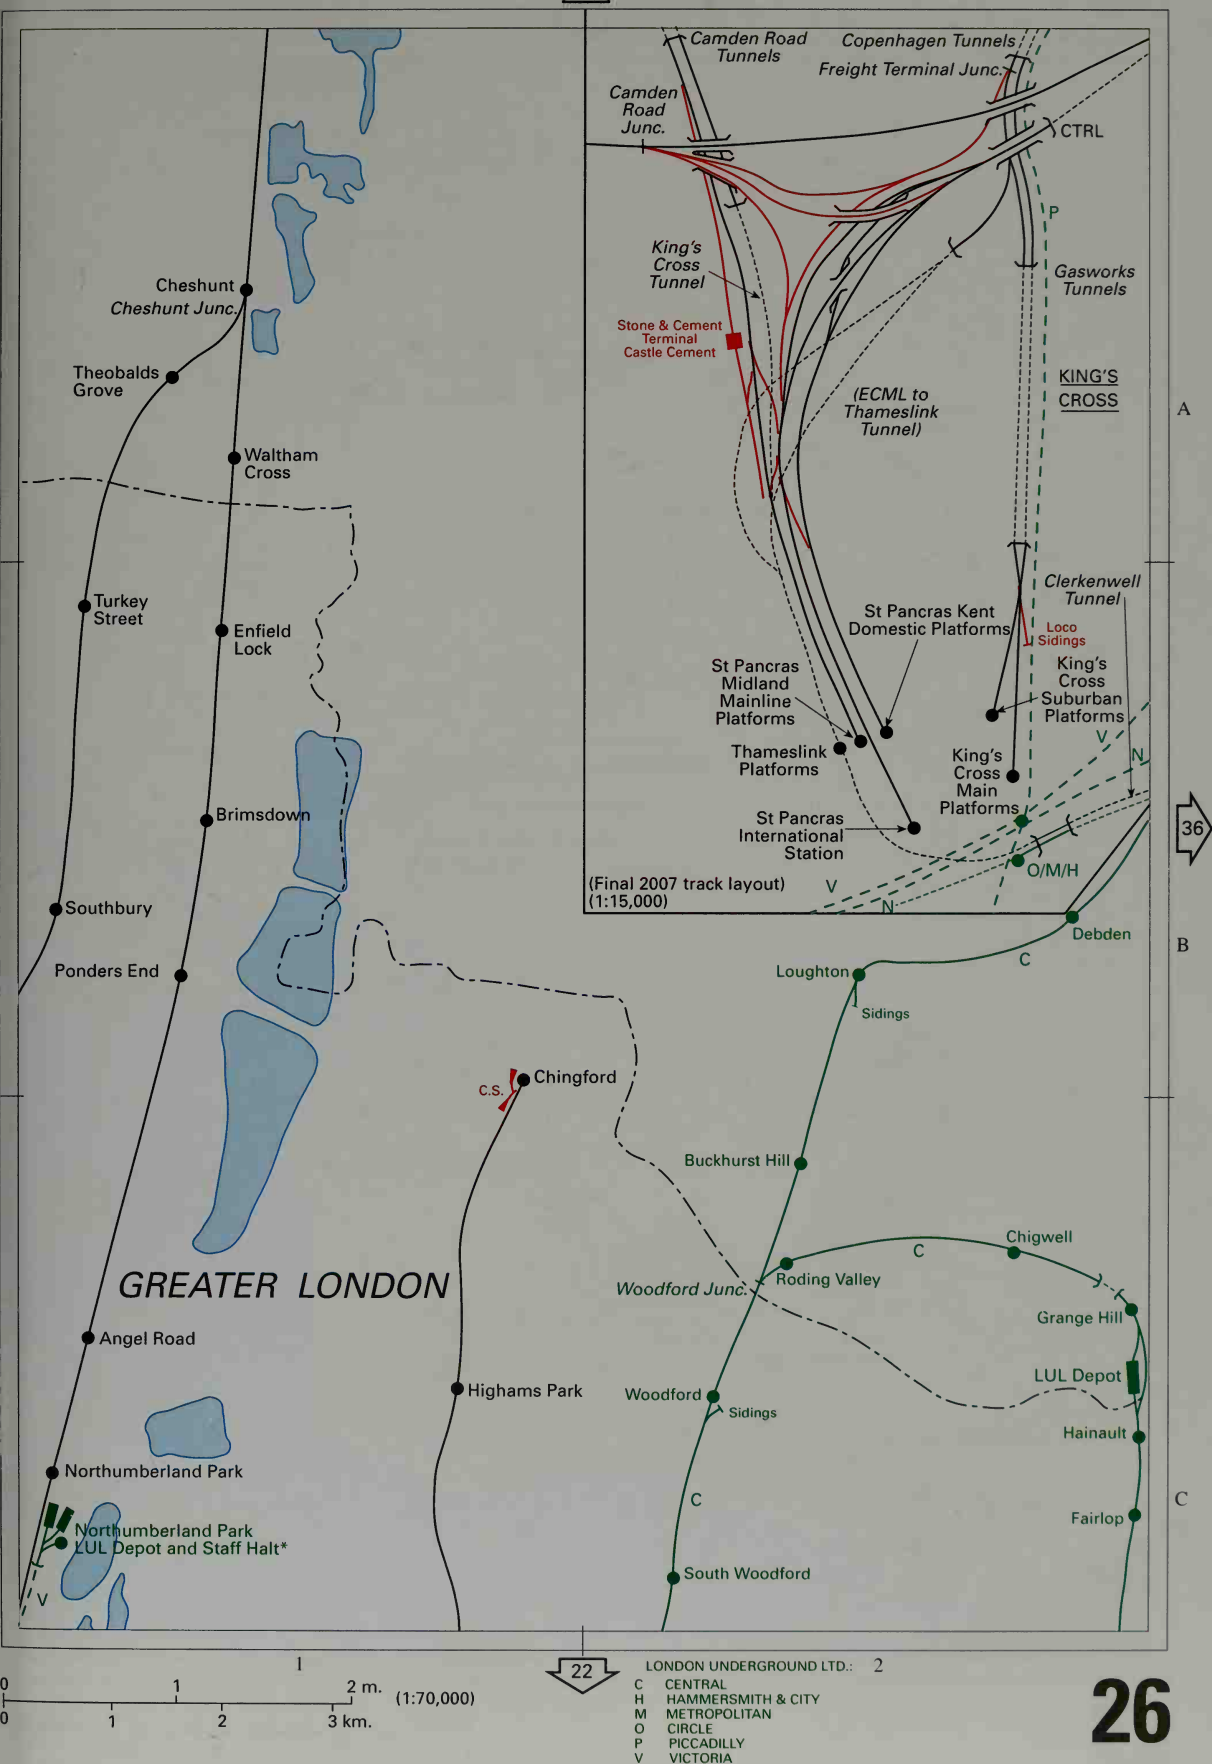 Camden Road
Tunnels
Copenhagen Tunnels
Freight Terminal Junc.
Camden
Road
Junc.
CTRL
P
King's
Cross
Tunnel
Gasworks
Tunnels
Stone & Cement
Terminal
Castle Cement
KING'S
CROSS
(ECML to
Thameslink
Tunnel)
A
Cheshunt
Cheshunt Junc.
Theobalds
Grove
Waltham
Cross
Turkey
Street
Enfield
Lock
Clerkenwell
Tunnel
St Pancras Kent
Domestic Platforms
Loco
Sidings
St Pancras
Midland
Mainline
Platforms
King's
Cross
Suburban
Platforms
V
N
Thameslink
Platforms
King's
Cross
Main
Platforms
St Pancras
International
Station
O/M/H
(Final 2007 track layout)
(1:15,000)
V
N
36
Brimsdown
Southbury
Ponders End
Debden
B
C
Loughton
Sidings
Chingford
C.S.
Buckhurst Hill
Chigwell
C
Roding Valley
Woodford Junc.
GREATER LONDON
Grange Hill
Angel Road
LUL Depot
Highams Park
Woodford
Sidings
Hainault
Northumberland Park
C
C
Fairlop
Northumberland Park
LUL Depot and Staff Halt*
V
South Woodford
1
22
2
0 1 2 m.
(1:70,000)
0 1 2 3 km.
LONDON UNDERGROUND LTD.:
C CENTRAL
H HAMMERSMITH & CITY
M METROPOLITAN
O CIRCLE
P PICCADILLY
V VICTORIA
26